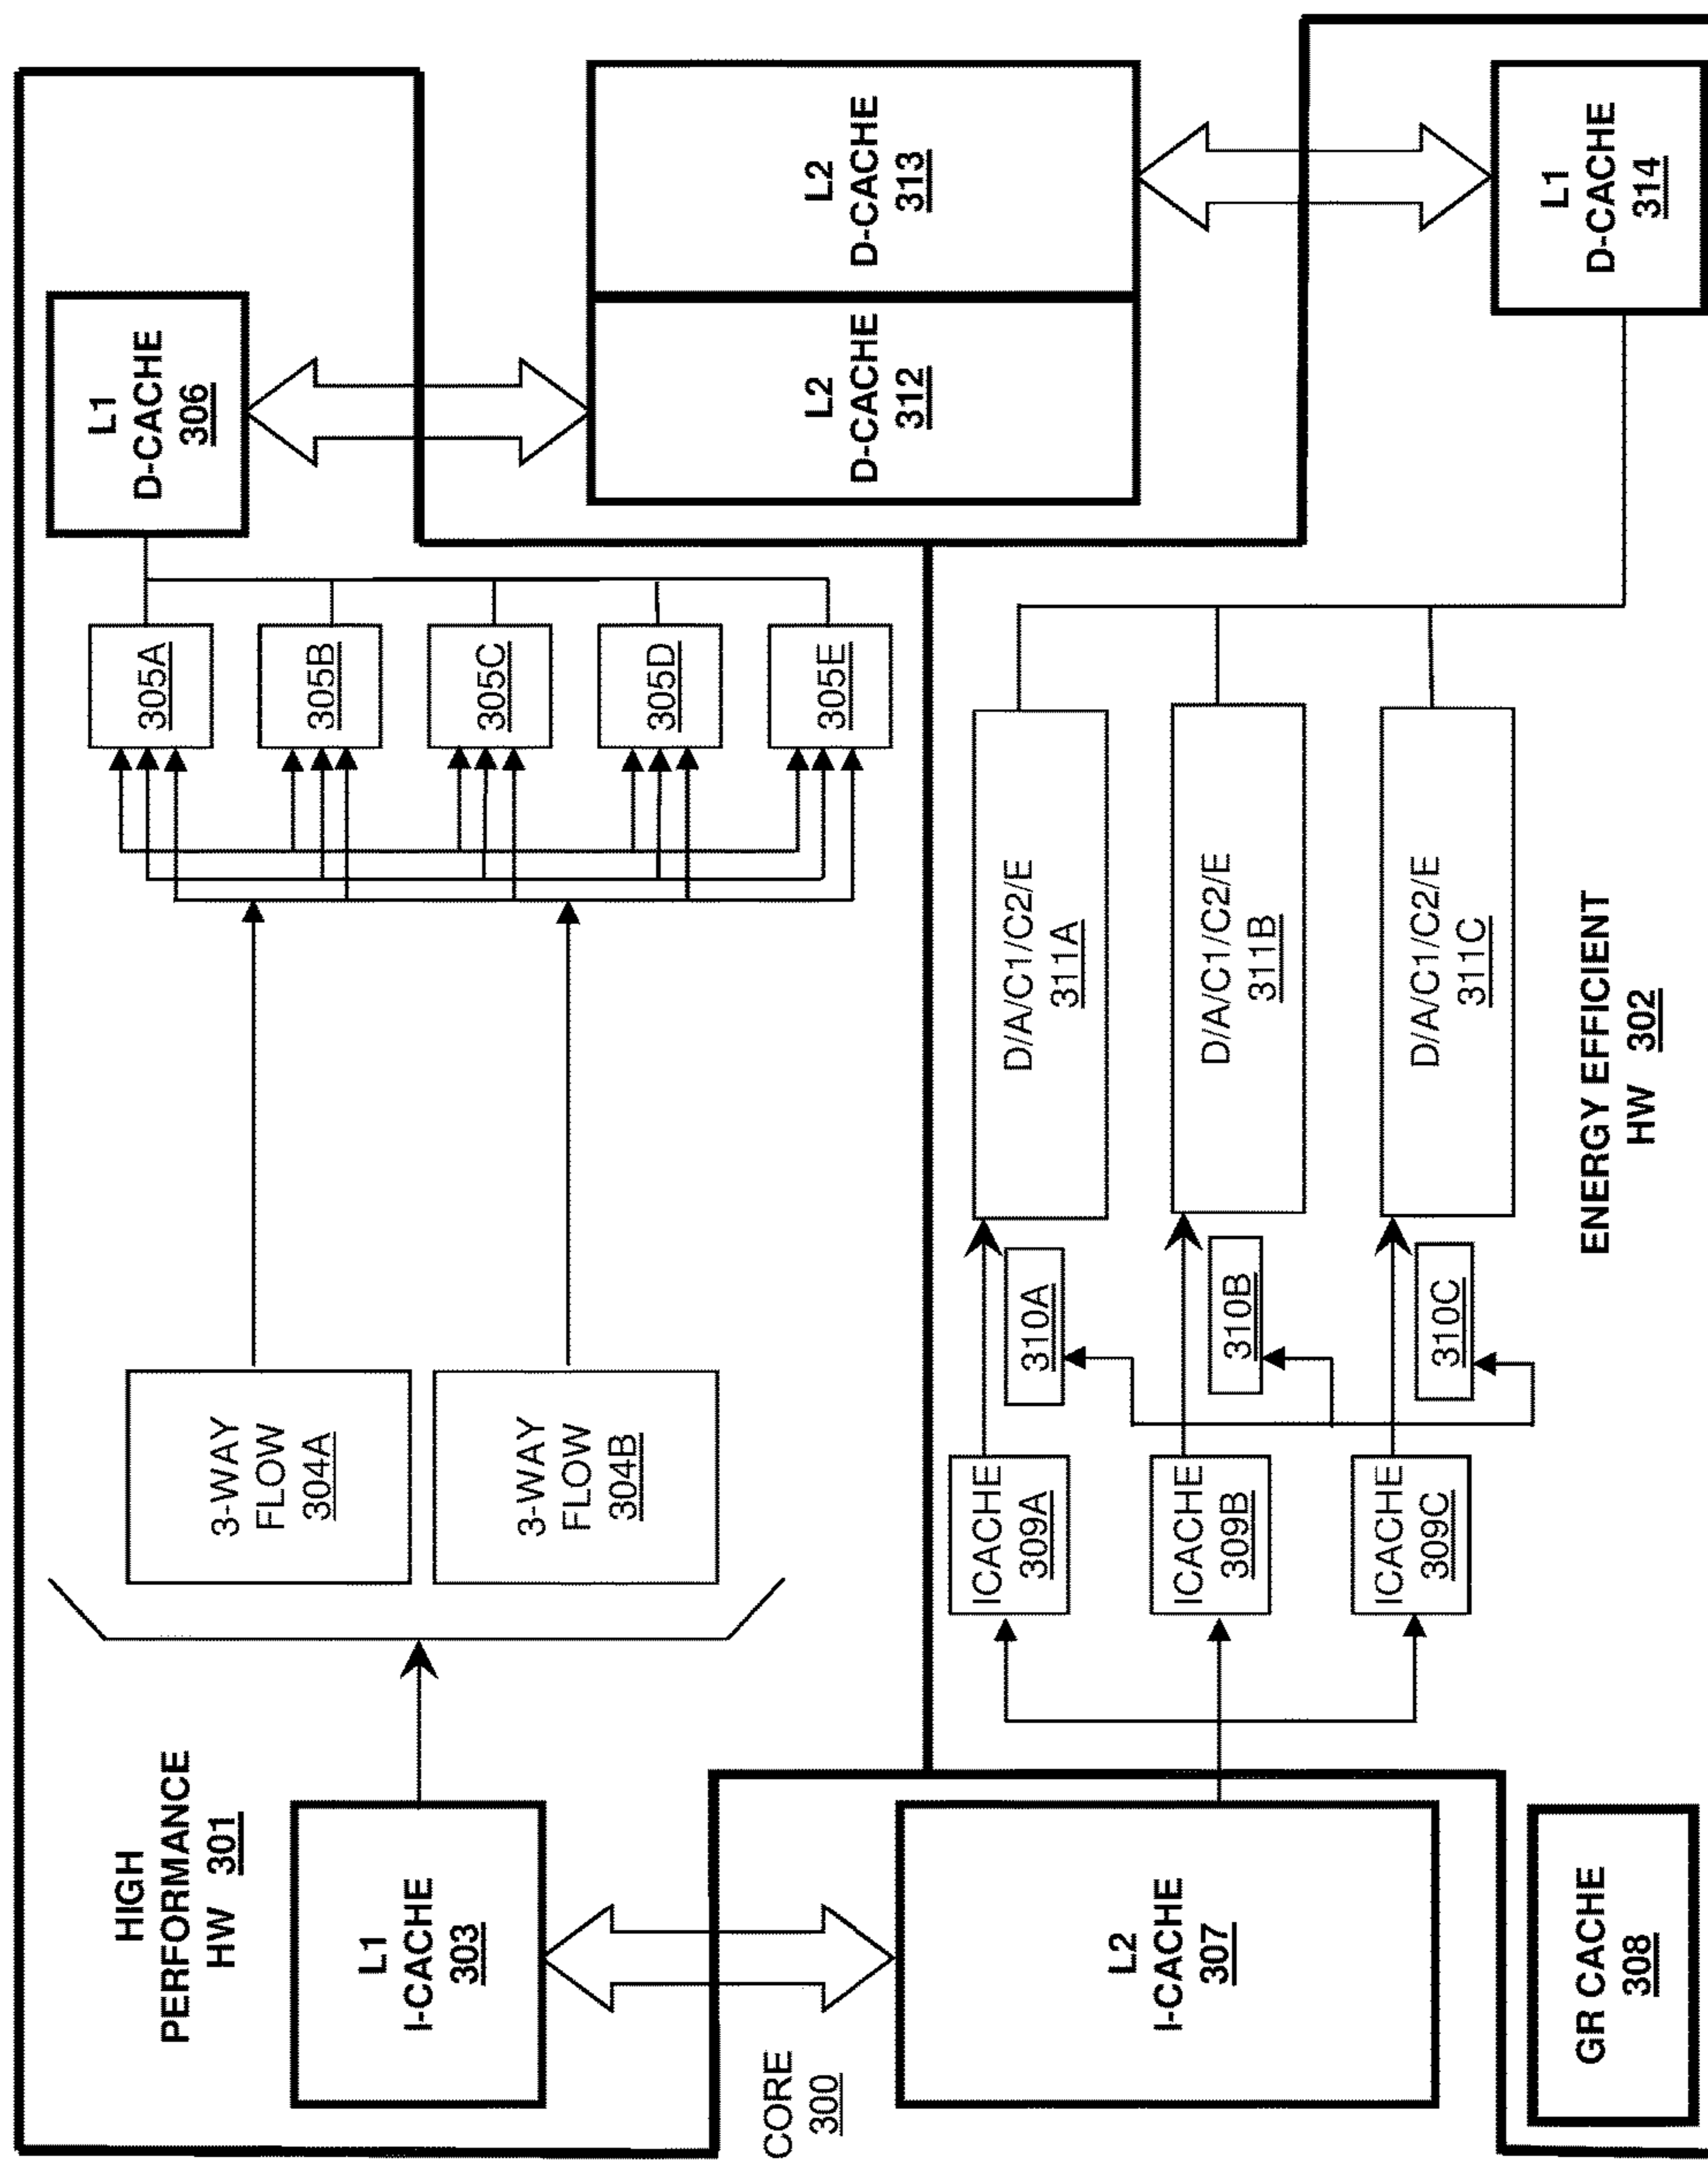 HIGH
PERFORMANCE
HW 301
L1
I-CACHE
303
3-WAY
FLOW
304A
3-WAY
FLOW
304B
305A
305B
305C
305D
305E
L1
D-CACHE
306
CORE
300
L2
I-CACHE
307
L2
D-CACHE
312
L2
D-CACHE
313
ICACHE
309A
ICACHE
309B
ICACHE
309C
310A
310B
310C
D/A/C1/C2/E
311A
D/A/C1/C2/E
311B
D/A/C1/C2/E
311C
L1
D-CACHE
314
GR CACHE
308
ENERGY EFFICIENT
HW 302